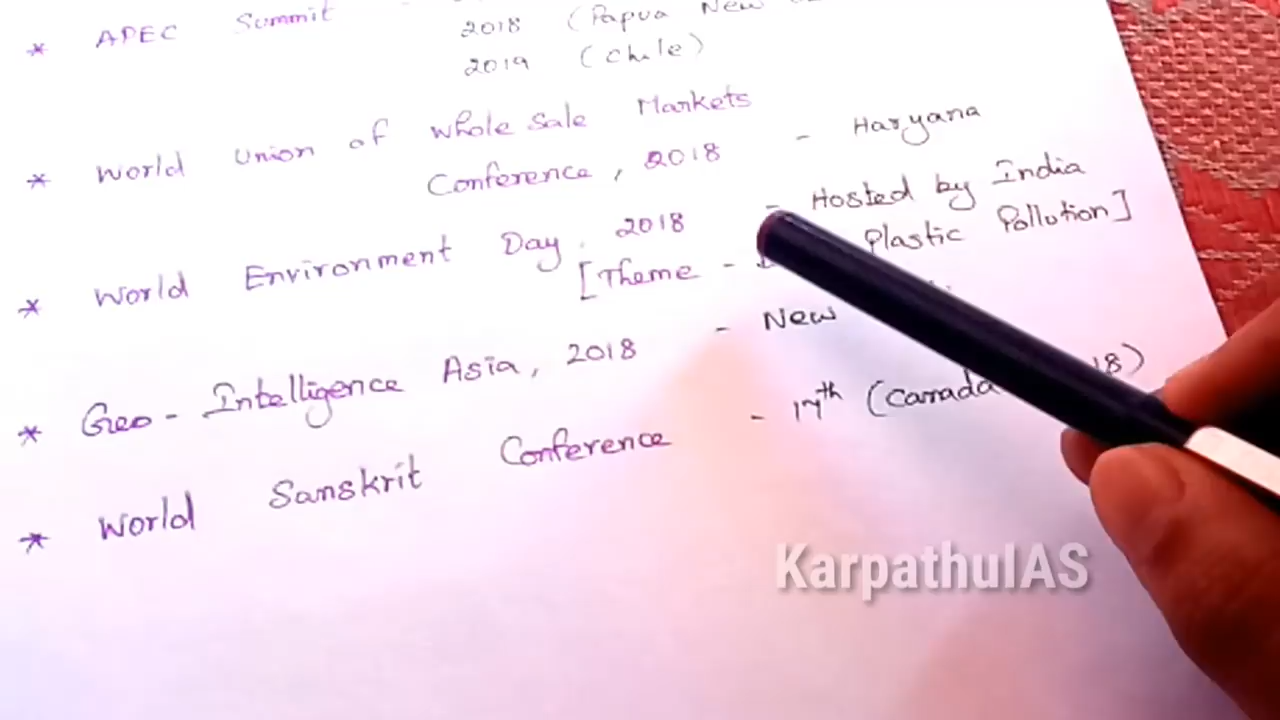 * APEC Summit
2018 (Papua New
2019 (Chile)
* World Union of Whole Sale Markets
Conference, 2018 - Haryana
* World Environment Day, 2018 - Hosted by India
[Theme - Plastic Pollution]
* Geo - Intelligence Asia, 2018 - New
* World Sanskrit Conference - 17th (Canada 18)
KarpathuIAS